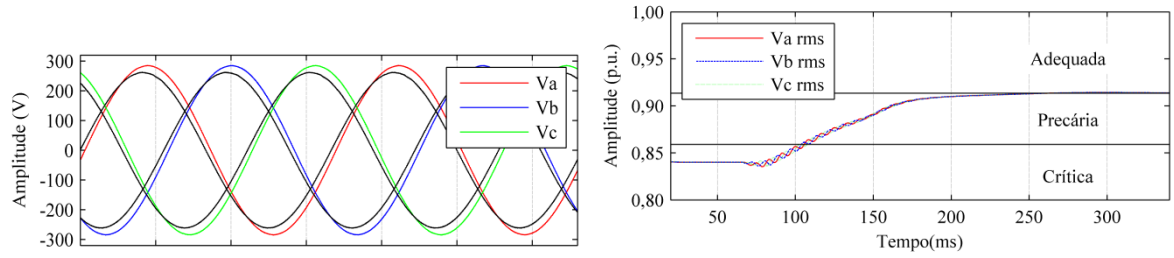 Amplitude (V)
300
200
100
0
-100
-200
-300
Va
Vb
Vc
Amplitude (p.u.)
1,00
0,95
0,90
0,85
0,80
Va rms
Vb rms
Vc rms
Adequada
Precária
Crítica
50
100
150
200
250
300
Tempo(ms)